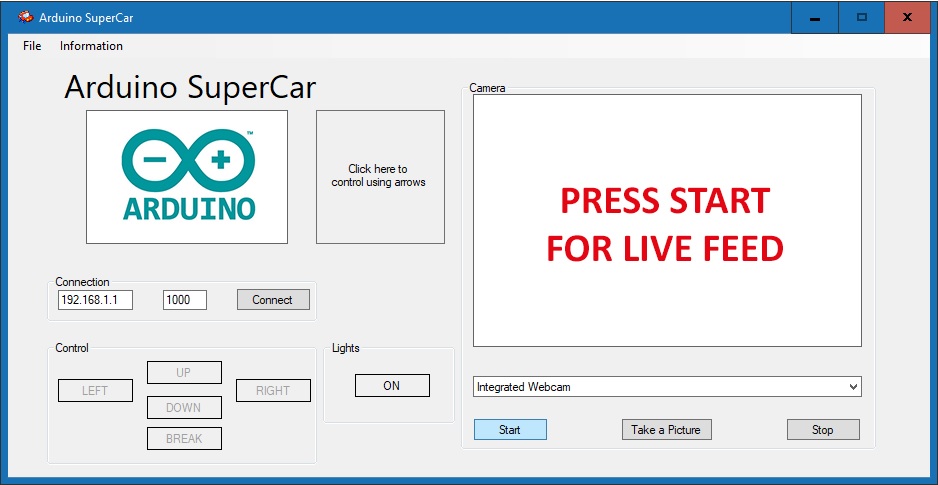 Arduino SuperCar
File Information
Arduino SuperCar
™
ARDUINO
Click here to
control using arrows
Connection
192.168.1.1 1000 Connect
Control
LEFT UP RIGHT
DOWN
BREAK
Lights
ON
Camera
PRESS START
FOR LIVE FEED
Integrated Webcam
Start Take a Picture Stop